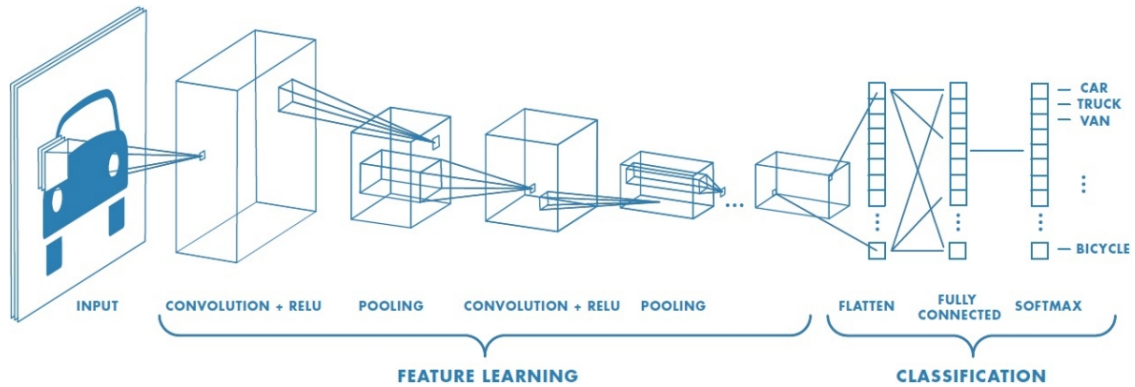 CAR
TRUCK
VAN
...
⋮
⋮
⋮
⋮
BICYCLE
INPUT
CONVOLUTION + RELU
POOLING
CONVOLUTION + RELU
POOLING
FLATTEN
FULLY
CONNECTED
SOFTMAX
FEATURE LEARNING
CLASSIFICATION